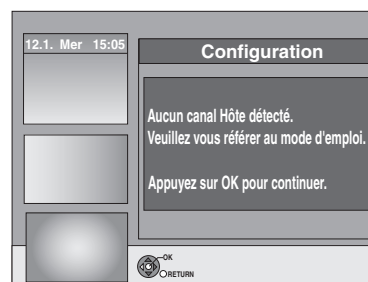 12.1. Mer 15:05
Configuration
Aucun canal Hôte détecté.
Veuillez vous référer au mode d'emploi.
Appuyez sur OK pour continuer.
OK
RETURN